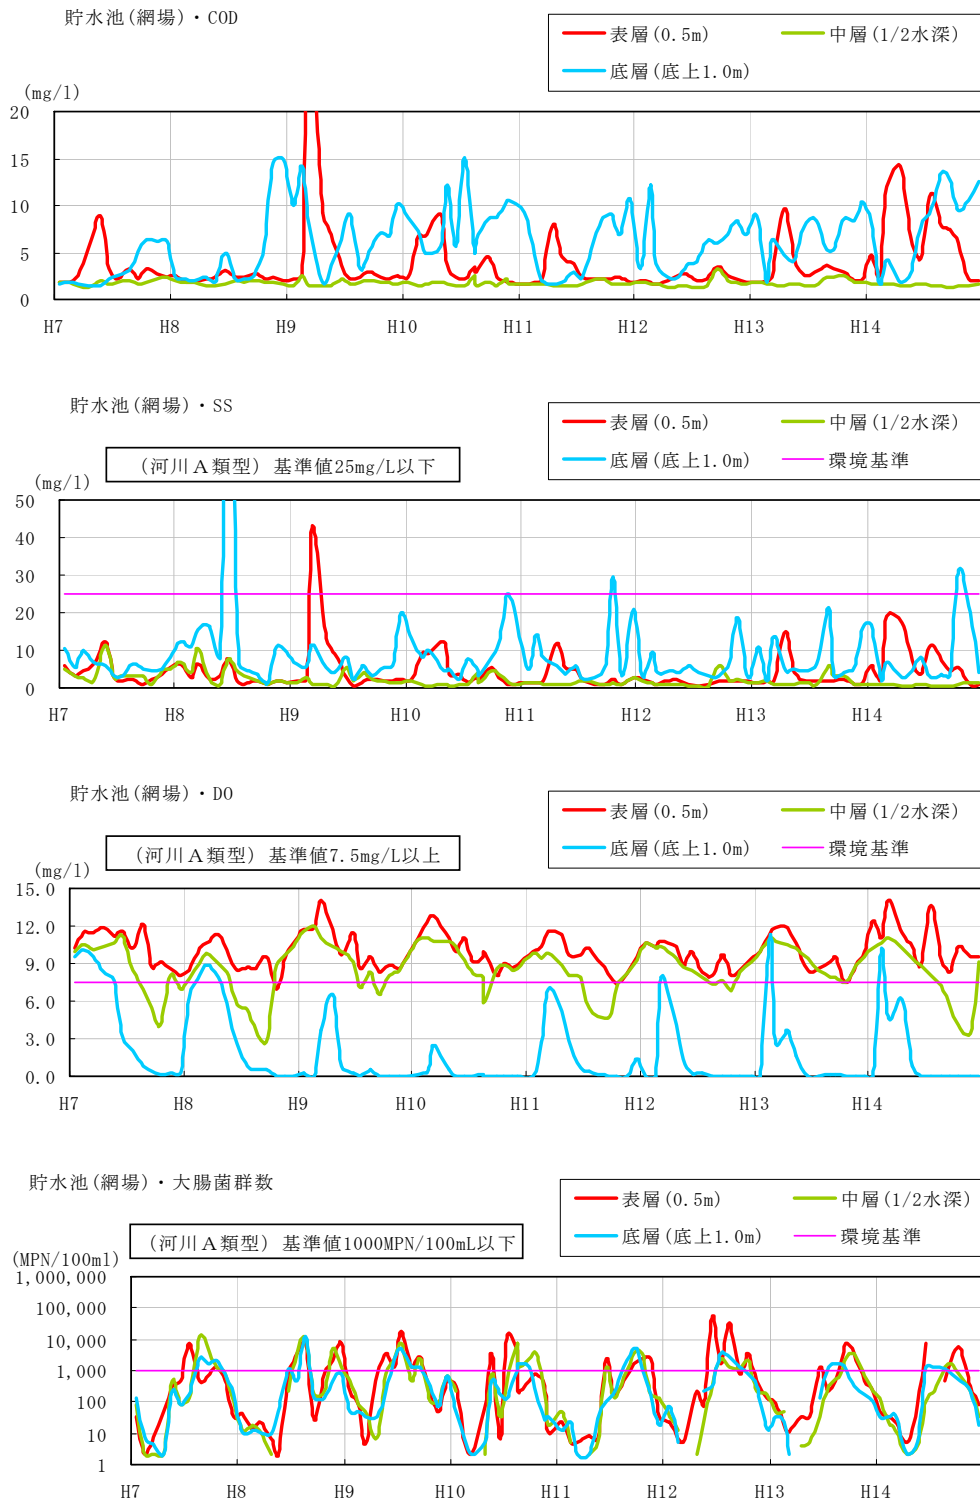 貯水池(網場)・COD
表層(0.5m) 中層(1/2水深)
底層(底上1.0m)
(mg/l)
20
15
10
5
0
H7 H8 H9 H10 H11 H12 H13 H14
貯水池(網場)・SS
表層(0.5m) 中層(1/2水深)
底層(底上1.0m) 環境基準
(河川A類型) 基準値25mg/L以下
(mg/l)
50
40
30
20
10
0
H7 H8 H9 H10 H11 H12 H13 H14
貯水池(網場)・DO
表層(0.5m) 中層(1/2水深)
底層(底上1.0m) 環境基準
(河川A類型) 基準値7.5mg/L以上
(mg/l)
15.0
12.0
9.0
6.0
3.0
0.0
H7 H8 H9 H10 H11 H12 H13 H14
貯水池(網場)・大腸菌群数
表層(0.5m) 中層(1/2水深)
底層(底上1.0m) 環境基準
(河川A類型) 基準値1000MPN/100mL以下
(MPN/100ml)
1,000,000
100,000
10,000
1,000
100
10
1
H7 H8 H9 H10 H11 H12 H13 H14